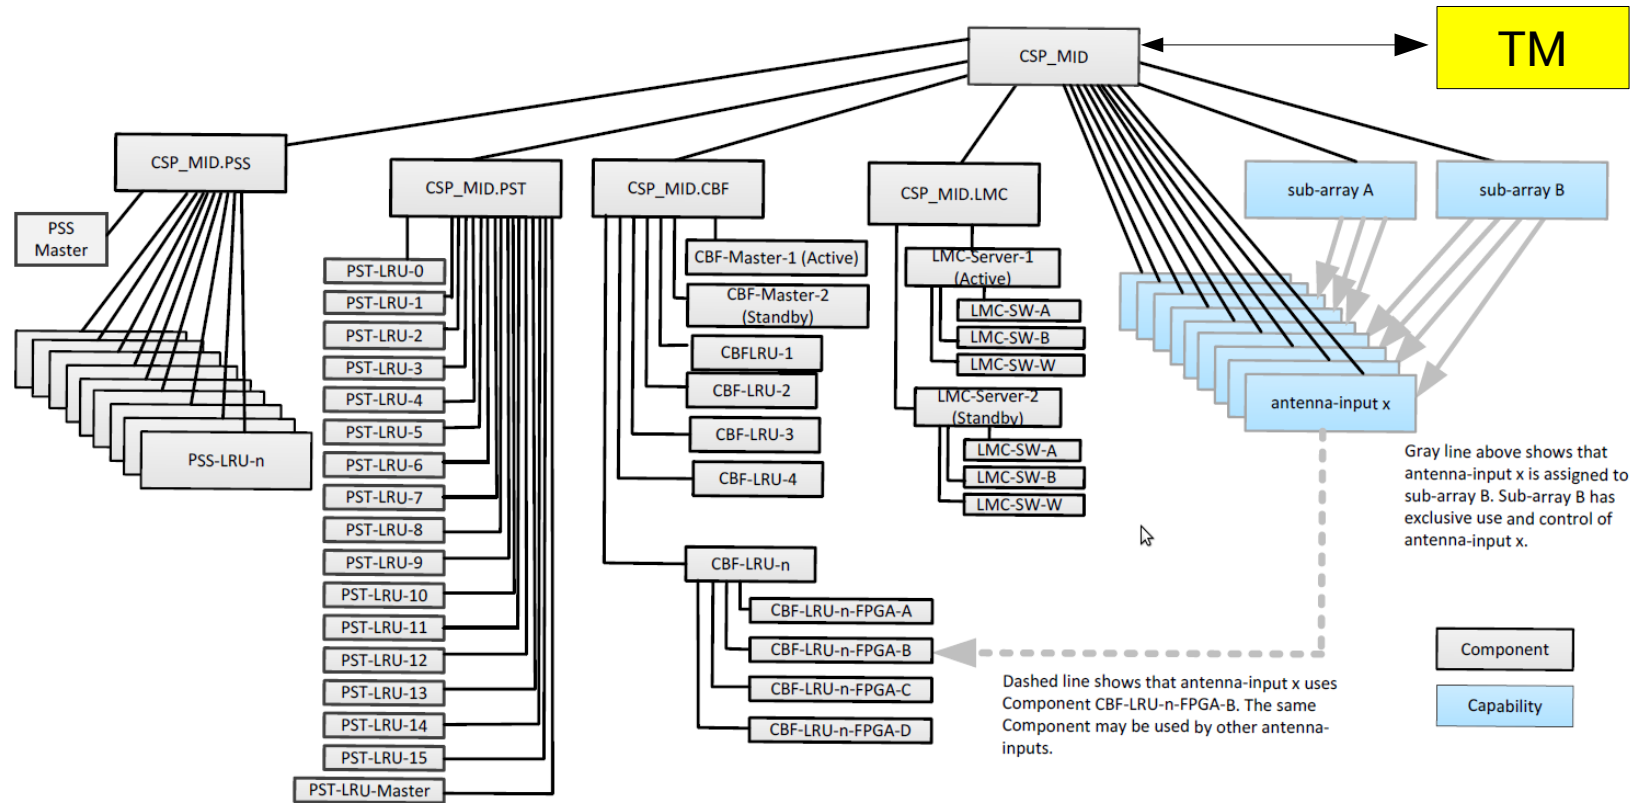 TM
CSP_MID
CSP_MID.PSS
CSP_MID.PST
CSP_MID.CBF
CSP_MID.LMC
sub-array A
sub-array B
PSS
Master
PSS-LRU-n
PST-LRU-0
PST-LRU-1
PST-LRU-2
PST-LRU-3
PST-LRU-4
PST-LRU-5
PST-LRU-6
PST-LRU-7
PST-LRU-8
PST-LRU-9
PST-LRU-10
PST-LRU-11
PST-LRU-12
PST-LRU-13
PST-LRU-14
PST-LRU-15
PST-LRU-Master
CBF-Master-1 (Active)
CBF-Master-2
(Standby)
CBFLRU-1
CBF-LRU-2
CBF-LRU-3
CBF-LRU-4
CBF-LRU-n
CBF-LRU-n-FPGA-A
CBF-LRU-n-FPGA-B
CBF-LRU-n-FPGA-C
CBF-LRU-n-FPGA-D
LMC-Server-1
(Active)
LMC-SW-A
LMC-SW-B
LMC-SW-W
LMC-Server-2
(Standby)
LMC-SW-A
LMC-SW-B
LMC-SW-W
antenna-input x
Gray line above shows that
antenna-input x is assigned to
sub-array B. Sub-array B has
exclusive use and control of
antenna-input x.
Dashed line shows that antenna-input x uses
Component CBF-LRU-n-FPGA-B. The same
Component may be used by other antenna-
inputs.
Component
Capability